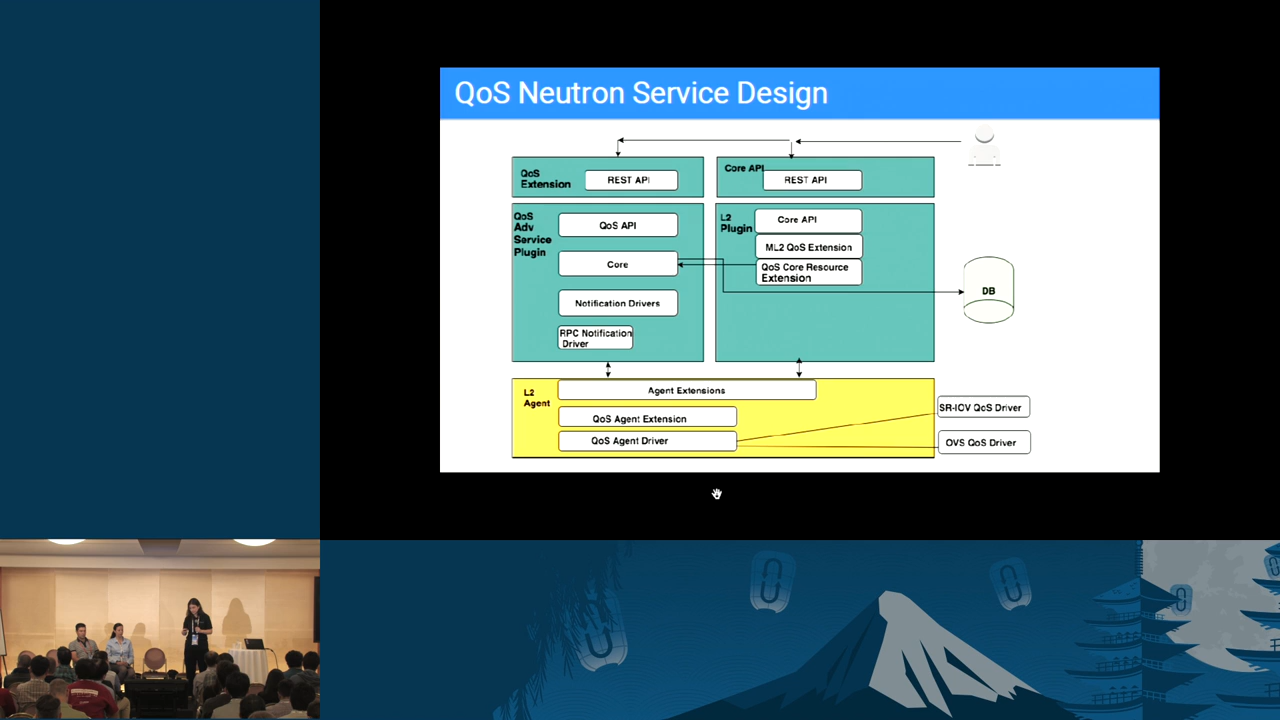 QoS Neutron Service Design
QoS
Extension
REST API
Core API
REST API
QoS
Adv
Service
Plugin
QoS API
Core
Notification Drivers
RPC Notification
Driver
L2
Plugin
Core API
ML2 QoS Extension
QoS Core Resource
Extension
DB
L2
Agent
Agent Extensions
QoS Agent Extension
QoS Agent Driver
SR-IOV QoS Driver
OVS QoS Driver